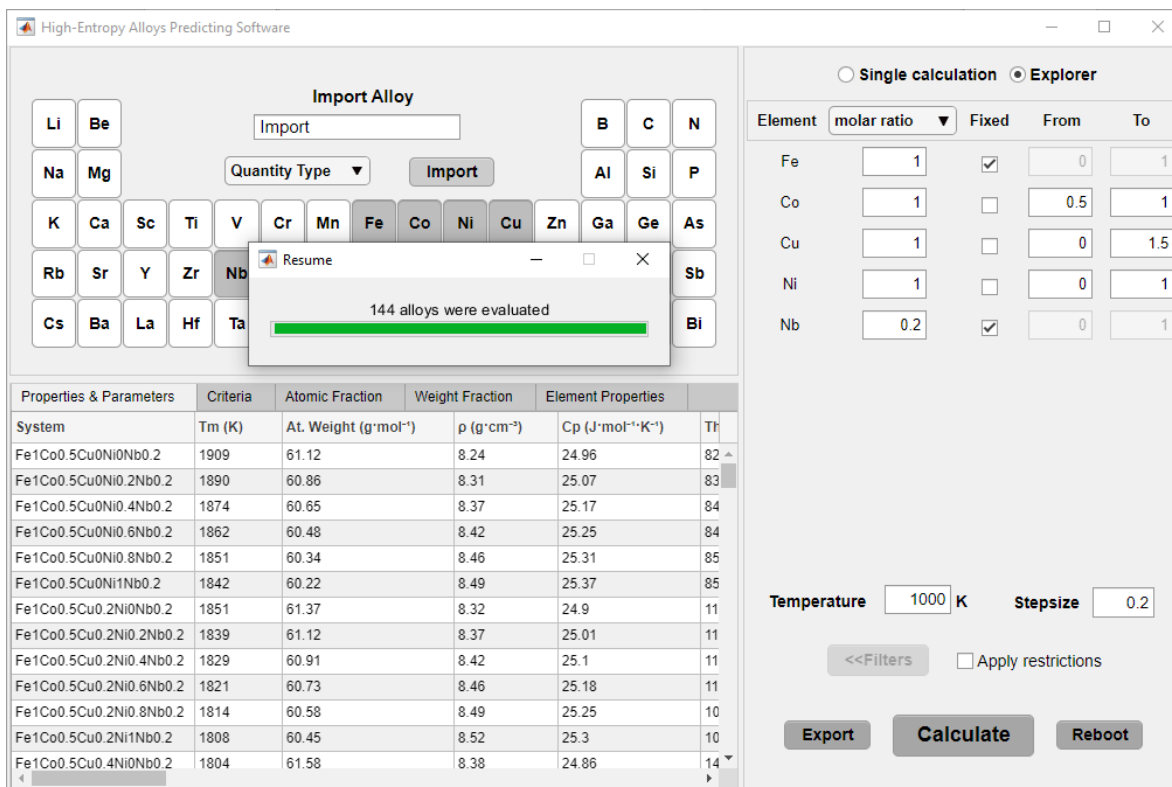 High-Entropy Alloys Predicting Software
Import Alloy
Import
Quantity Type ▼ Import
Li Be B C N
Na Mg Al Si P
K Ca Sc Ti V Cr Mn Fe Co Ni Cu Zn Ga Ge As
Rb Sr Y Zr Nb Sb
Cs Ba La Hf Ta Bi
Resume
144 alloys were evaluated
Single calculation Explorer
Element molar ratio ▼ Fixed From To
Fe 1 0 1
Co 1 0.5 1
Cu 1 0 1.5
Ni 1 0 1
Nb 0.2 0 1
Temperature 1000 K Stepsize 0.2
<<Filters Apply restrictions
Export Calculate Reboot
Properties & Parameters Criteria Atomic Fraction Weight Fraction Element Properties
System Tm (K) At. Weight (g·mol⁻¹) ρ (g·cm⁻³) Cp (J·mol⁻¹·K⁻¹)
Fe1Co0.5Cu0Ni0Nb0.2 1909 61.12 8.24 24.96 82
Fe1Co0.5Cu0Ni0.2Nb0.2 1890 60.86 8.31 25.07 83
Fe1Co0.5Cu0Ni0.4Nb0.2 1874 60.65 8.37 25.17 84
Fe1Co0.5Cu0Ni0.6Nb0.2 1862 60.48 8.42 25.25 84
Fe1Co0.5Cu0Ni0.8Nb0.2 1851 60.34 8.46 25.31 85
Fe1Co0.5Cu0Ni1Nb0.2 1842 60.22 8.49 25.37 85
Fe1Co0.5Cu0.2Ni0Nb0.2 1851 61.37 8.32 24.9 11
Fe1Co0.5Cu0.2Ni0.2Nb0.2 1839 61.12 8.37 25.01 11
Fe1Co0.5Cu0.2Ni0.4Nb0.2 1829 60.91 8.42 25.1 11
Fe1Co0.5Cu0.2Ni0.6Nb0.2 1821 60.73 8.46 25.18 11
Fe1Co0.5Cu0.2Ni0.8Nb0.2 1814 60.58 8.49 25.25 10
Fe1Co0.5Cu0.2Ni1Nb0.2 1808 60.45 8.52 25.3 10
Fe1Co0.5Cu0.4Ni0Nb0.2 1804 61.58 8.38 24.86 14